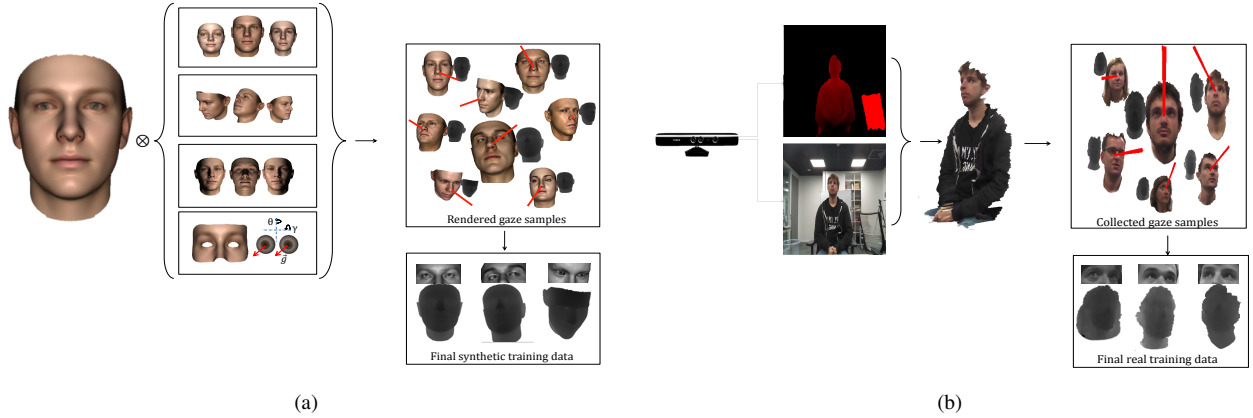 ⊗
θ
γ
g⃗
Rendered gaze samples
Final synthetic training data
(a)
Collected gaze samples
Final real training data
(b)